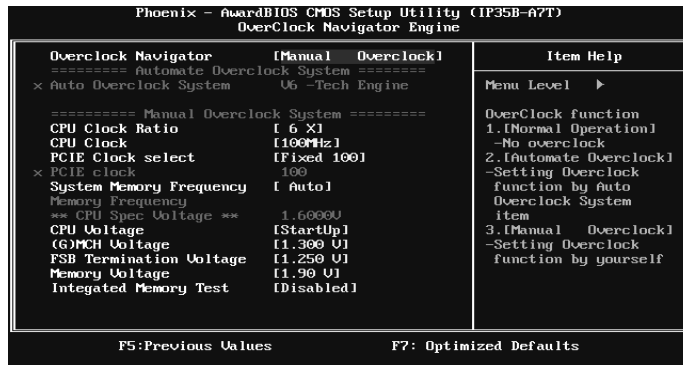 Phoenix - AwardBIOS CMOS Setup Utility (IP35B-A7T)
OverClock Navigator Engine
Overclock Navigator [Manual Overclock]
========= Automate Overclock System ========
x Auto Overclock System V6 -Tech Engine
========== Manual Overclock System =========
CPU Clock Ratio [ 6 X]
CPU Clock [100MHz]
PCIE Clock select [Fixed 100]
x PCIE clock 100
System Memory Frequency [ Auto]
Memory Frequency
** CPU Spec Voltage ** 1.6000V
CPU Voltage [StartUp]
(G)MCH Voltage [1.300 V]
FSB Termination Voltage [1.250 V]
Memory Voltage [1.90 V]
Integated Memory Test [Disabled]
Item Help
Menu Level ▶
OverClock function
1.[Normal Operation]
-No overclock
2.[Automate Overclock]
-Setting Overclock
function by Auto
Overclock System
item
3.[Manual Overclock]
-Setting Overclock
function by yourself
F5:Previous Values F7: Optimized Defaults